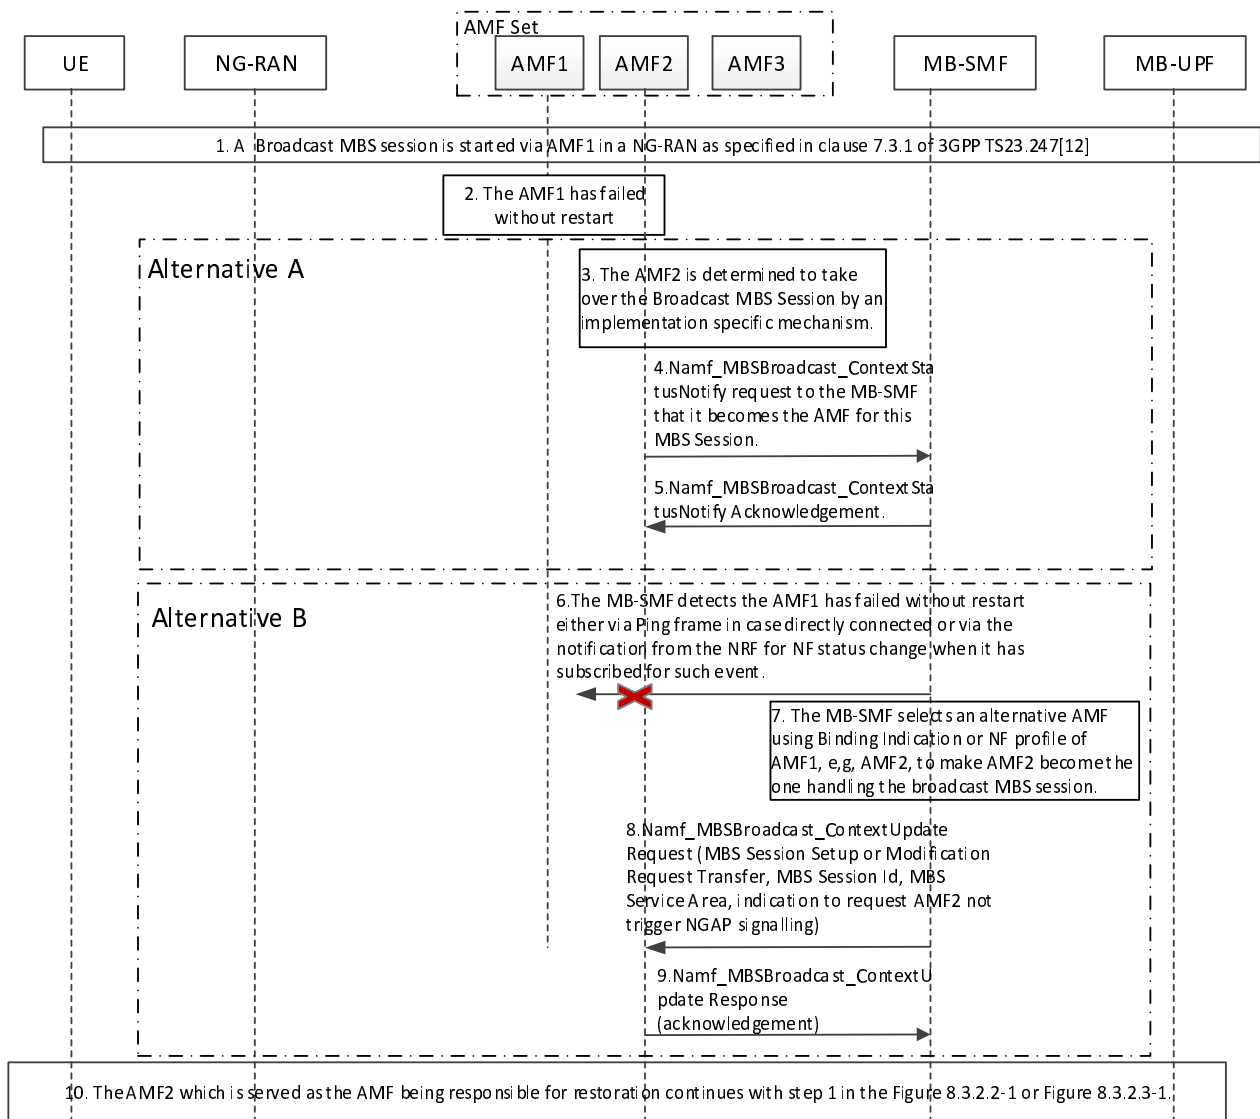 AMF Set
UE
NG-RAN
AMF1
AMF2
AMF3
MB-SMF
MB-UPF
1. A Broadcast MBS session is started via AMF1 in a NG-RAN as specified in clause 7.3.1 of 3GPP TS23.247[12]
2. The AMF1 has failed
without restart
Alternative A
3. The AMF2 is determined to take
over the Broadcast MBS Session by an
implementation specific mechanism.
4.Namf_MBSBroadcast_ContextSta
tusNotify request to the MB-SMF
that it becomes the AMF for this
MBS Session.
5.Namf_MBSBroadcast_ContextSta
tusNotify Acknowledgement.
Alternative B
6.The MB-SMF detects the AMF1 has failed without restart
either via Ping frame in case directly connected or via the
notification from the NRF for NF status change when it has
subscribed for such event.
7. The MB-SMF selects an alternative AMF
using Binding Indication or NF profile of
AMF1, e,g, AMF2, to make AMF2 become the
one handling the broadcast MBS session.
8.Namf_MBSBroadcast_ContextUpdate
Request (MBS Session Setup or Modification
Request Transfer, MBS Session Id, MBS
Service Area, indication to request AMF2 not
trigger NGAP signalling)
9.Namf_MBSBroadcast_ContextU
pdate Response
(acknowledgement)
10. The AMF2 which is served as the AMF being responsible for restoration continues with step 1 in the Figure 8.3.2.2-1 or Figure 8.3.2.3-1.